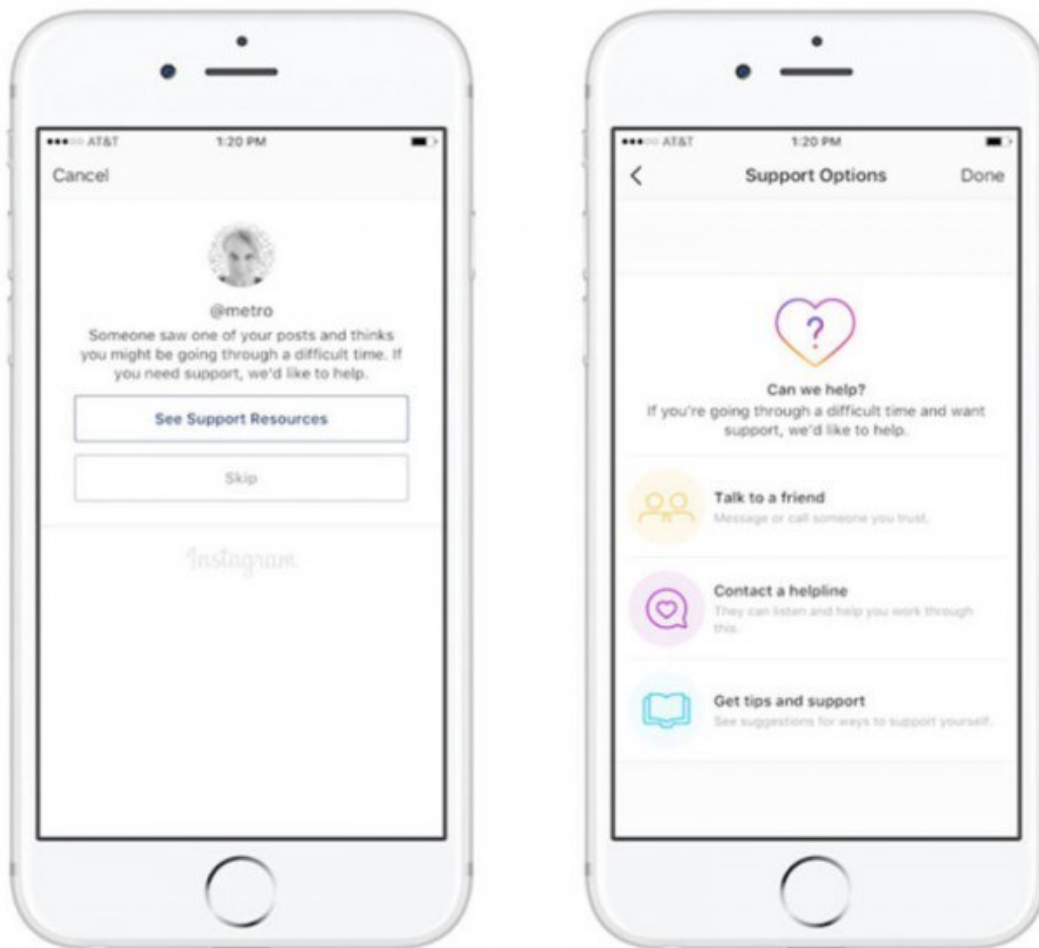 AT&T 1:20 PM
Cancel
@metro
Someone saw one of your posts and thinks
you might be going through a difficult time. If
you need support, we'd like to help.
See Support Resources
Skip
Instagram
AT&T 1:20 PM
Support Options Done
?
Can we help?
If you're going through a difficult time and want
support, we'd like to help.
Talk to a friend
Message or call someone you trust.
Contact a helpline
They can listen and help you work through
this.
Get tips and support
See suggestions for ways to support yourself.